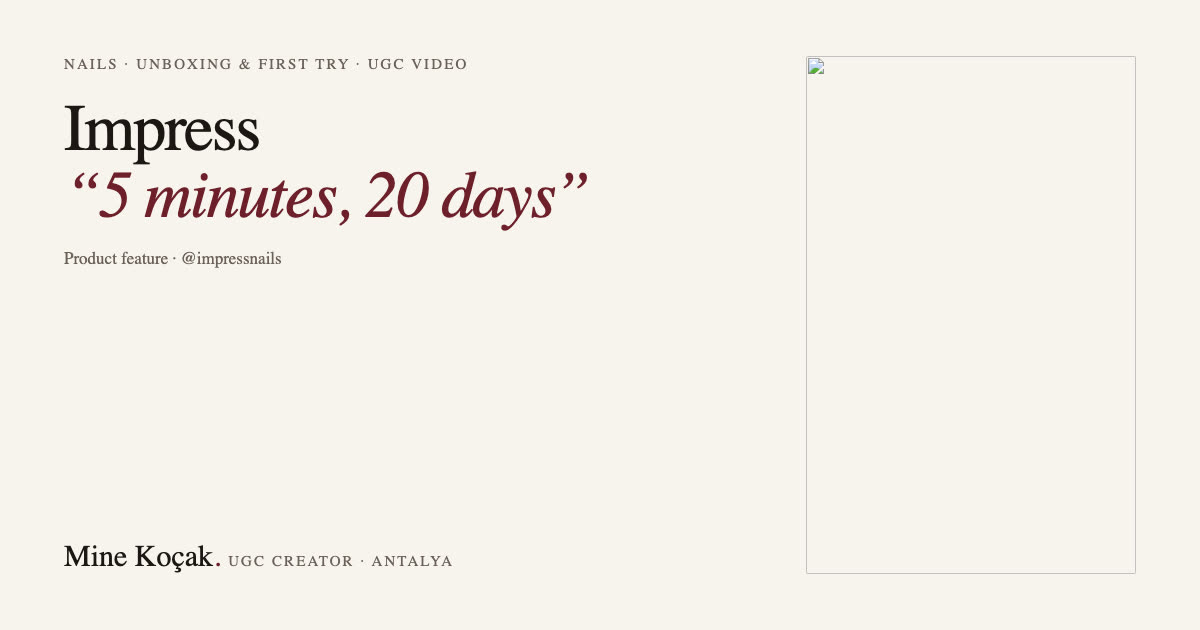 NAILS · UNBOXING & FIRST TRY · UGC VIDEO
Impress
“5 minutes, 20 days”
Product feature · @impressnails
Mine Koçak. UGC CREATOR · ANTALYA